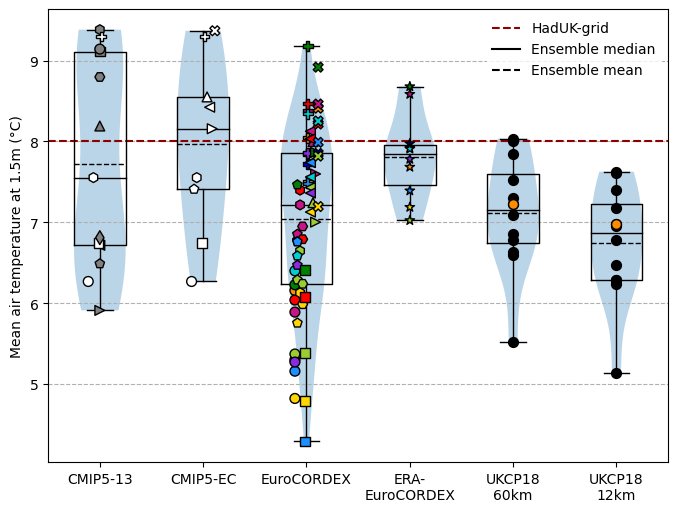 HadUK-grid
Ensemble median
Ensemble mean
Mean air temperature at 1.5m (°C)
9
8
7
6
5
CMIP5-13
CMIP5-EC
EuroCORDEX
ERA-
EuroCORDEX
UKCP18
60km
UKCP18
12km